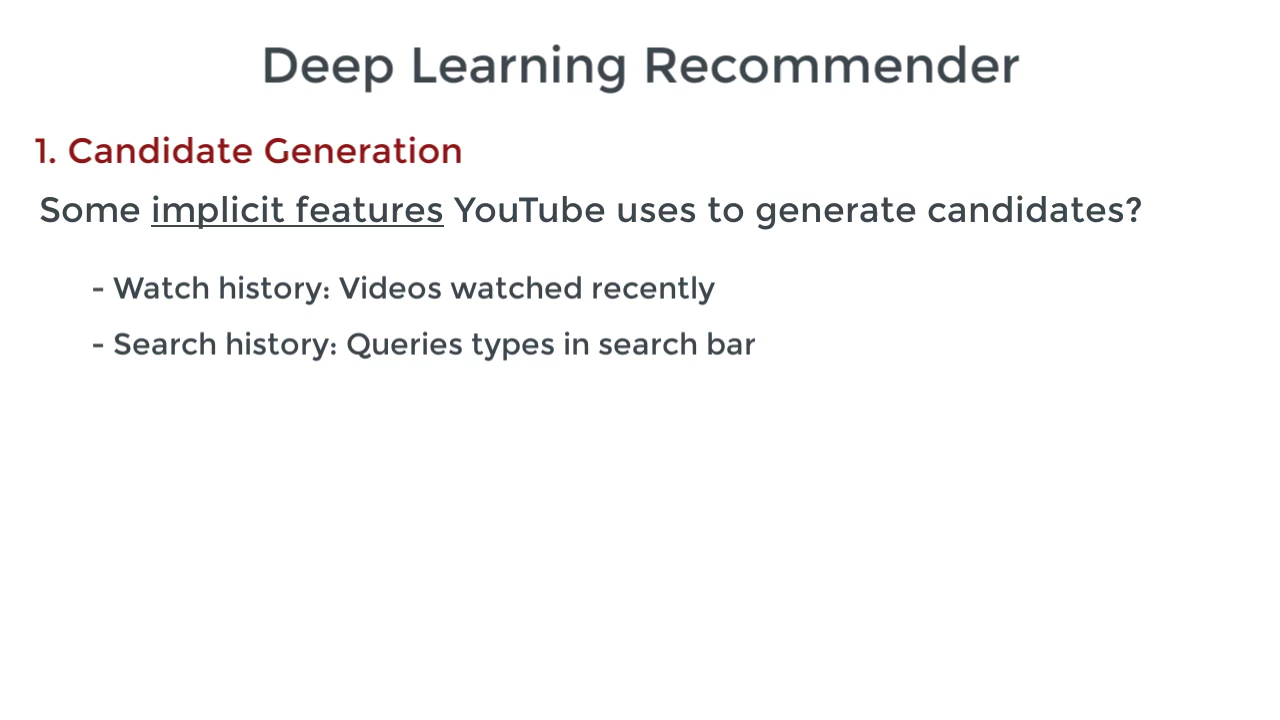 Deep Learning Recommender
1. Candidate Generation
Some implicit features YouTube uses to generate candidates?
- Watch history: Videos watched recently
- Search history: Queries types in search bar